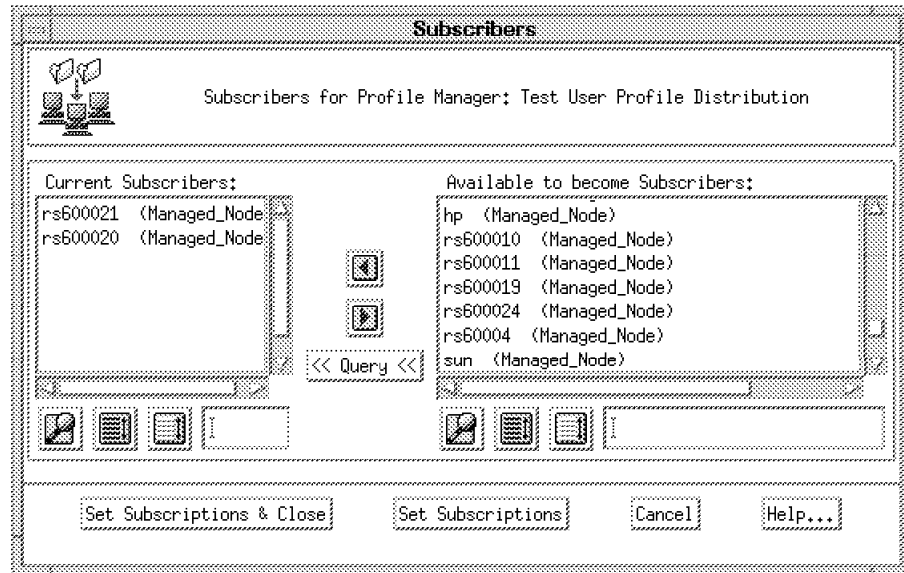 Subscribers
Subscribers for Profile Manager: Test User Profile Distribution
Current Subscribers:
rs600021 (Managed_Node
rs600020 (Managed_Node
<< Query <<
Available to become Subscribers:
hp (Managed_Node)
rs600010 (Managed_Node)
rs600011 (Managed_Node)
rs600019 (Managed_Node)
rs600024 (Managed_Node)
rs60004 (Managed_Node)
sun (Managed_Node)
Set Subscriptions & Close
Set Subscriptions
Cancel
Help...